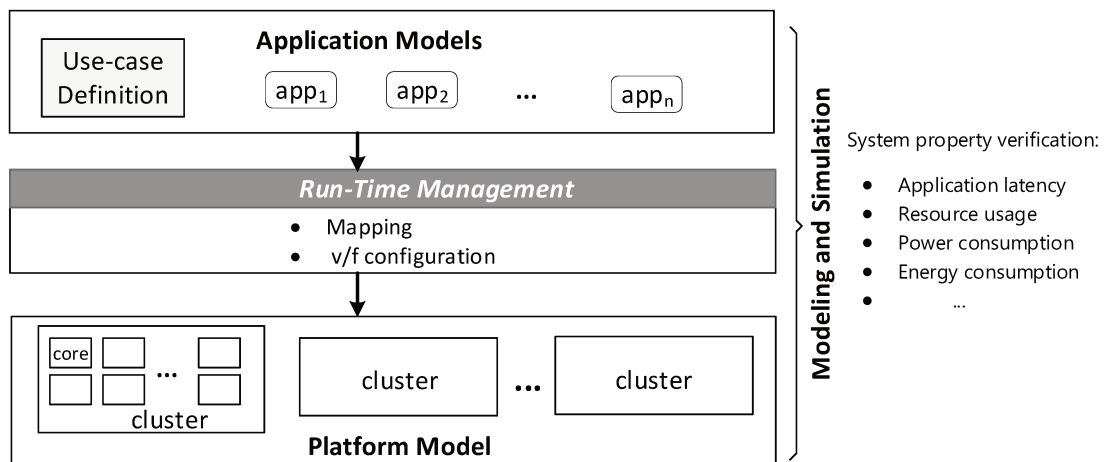 Application Models
Use-case
Definition
app1
app2
...
appn
Run-Time Management
● Mapping
● v/f configuration
core
...
cluster
cluster
...
cluster
Platform Model
Modeling and Simulation
System property verification:
● Application latency
● Resource usage
● Power consumption
● Energy consumption
● ...